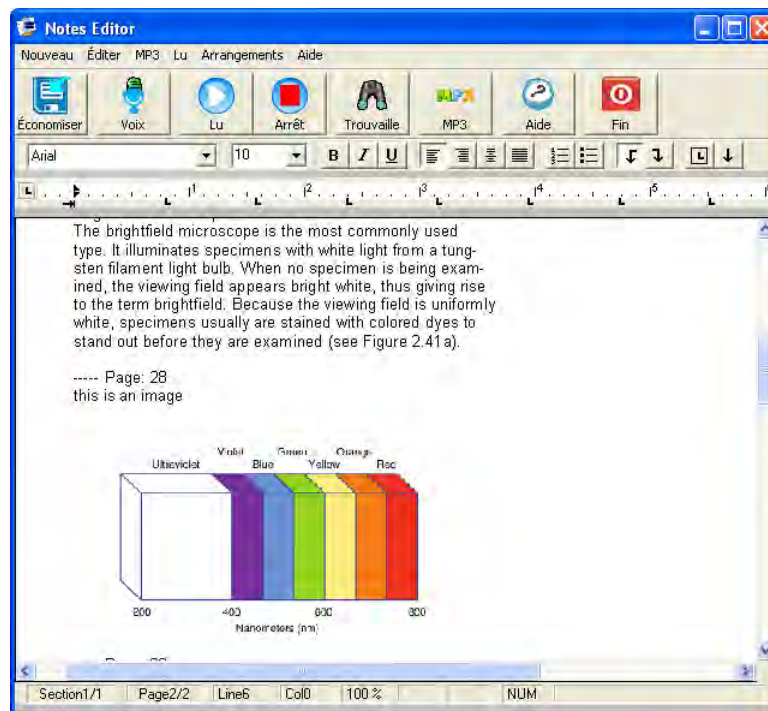 Notes Editor
Nouveau Éditer MP3 Lu Arrangements Aide
Économiser Voix Lu Arrêt Trouvaille MP3 Aide Fin
Arial 10 B I U
1 2 3 4 5
The brightfield microscope is the most commonly used
type. It illuminates specimens with white light from a tung-
sten filament light bulb. When no specimen is being exam-
ined, the viewing field appears bright white, thus giving rise
to the term brightfield. Because the viewing field is uniformly
white, specimens usually are stained with colored dyes to
stand out before they are examined (see Figure 2.41a).
----- Page: 28
this is an image
Violet Green Orange
Ultraviolet Blue Yellow Red
200 400 600 800
Nanometers (nm)
Section1/1 Page2/2 Line6 Col0 100 % NUM